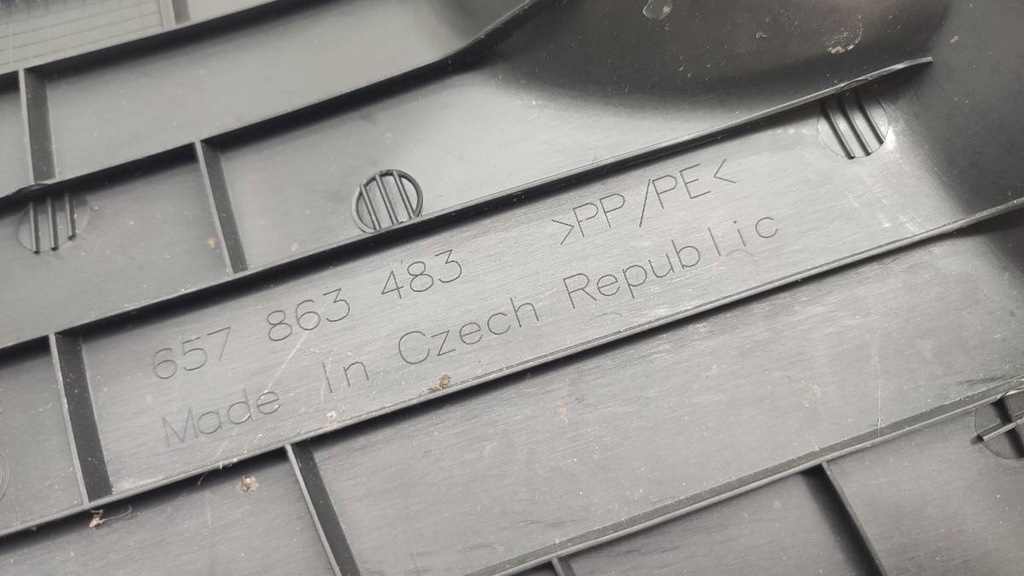 657 863 483 >PP/PE<
Made In Czech Republic